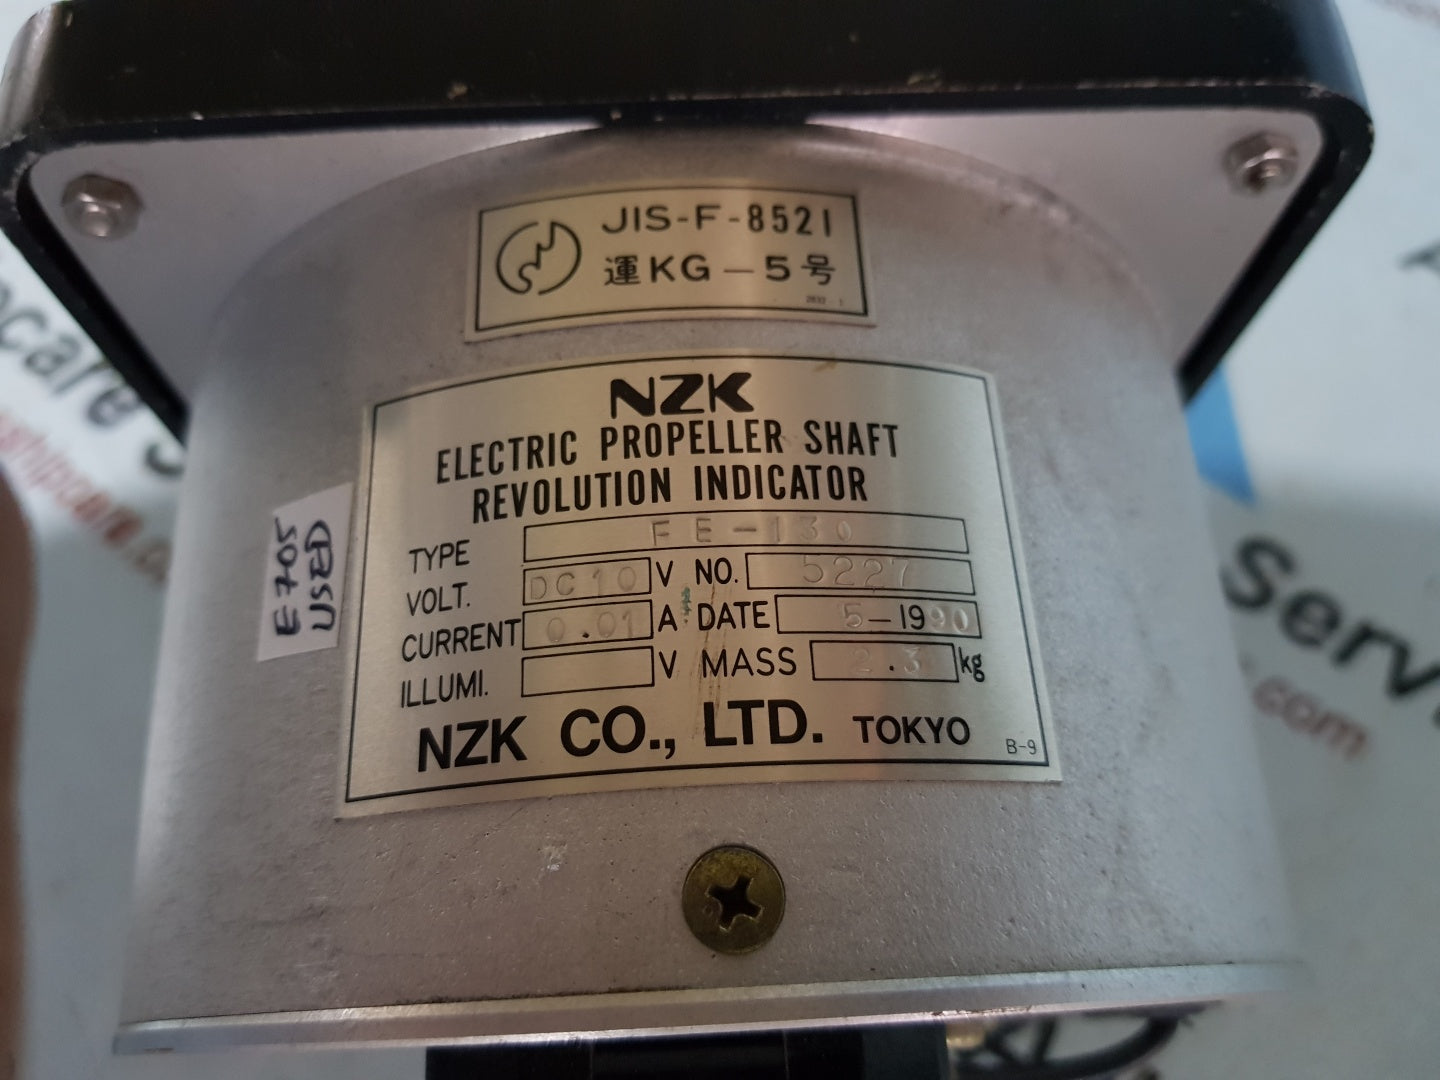 JIS-F-8521
運KG-5号
NZK
ELECTRIC PROPELLER SHAFT
REVOLUTION INDICATOR
TYPE FE-130
VOLT. DC10 V NO. 5227
CURRENT 0.01 A DATE 5-1990
ILLUMI. V MASS 2.3 kg
NZK CO., LTD. TOKYO B-9
E705
USED
care
shipcare.c
Serv
.com